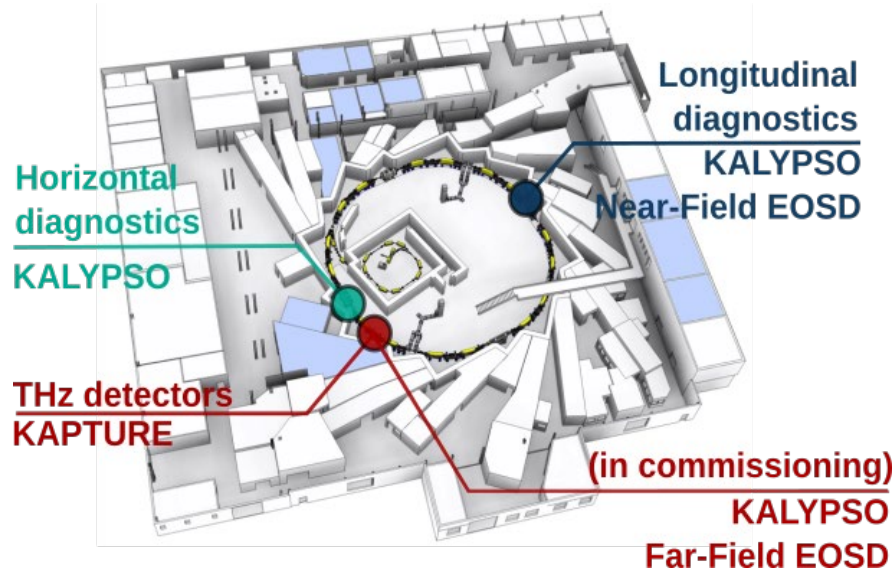 Longitudinal
diagnostics
KALYPSO
Near-Field EOSD
Horizontal
diagnostics
KALYPSO
THz detectors
KAPTURE
(in commissioning)
KALYPSO
Far-Field EOSD